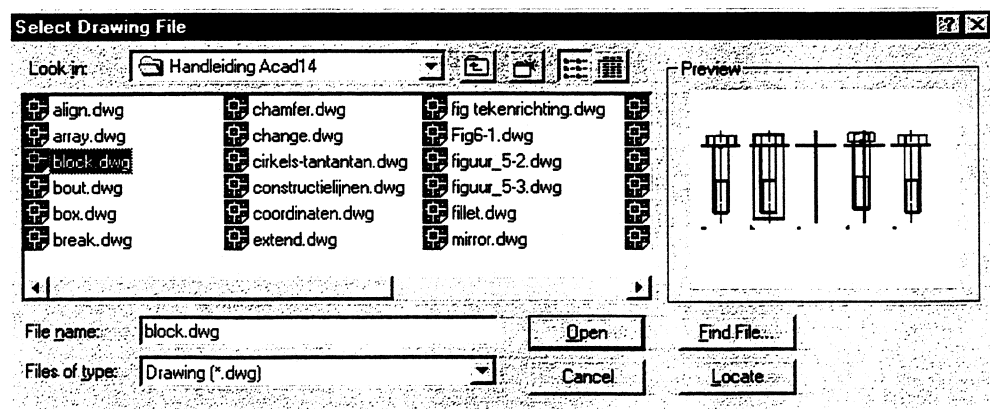 Select Drawing File
Look in: Handleiding Acad14
Preview
align.dwg chamfer.dwg fig tekenrichting.dwg
array.dwg change.dwg Fig6-1.dwg
block.dwg cirkels-tantantan.dwg figuur_5-2.dwg
bout.dwg constructielijnen.dwg figuur_5-3.dwg
box.dwg coordinaten.dwg fillet.dwg
break.dwg extend.dwg mirror.dwg
File name: block.dwg Open Find File...
Files of type: Drawing (*.dwg) Cancel Locate